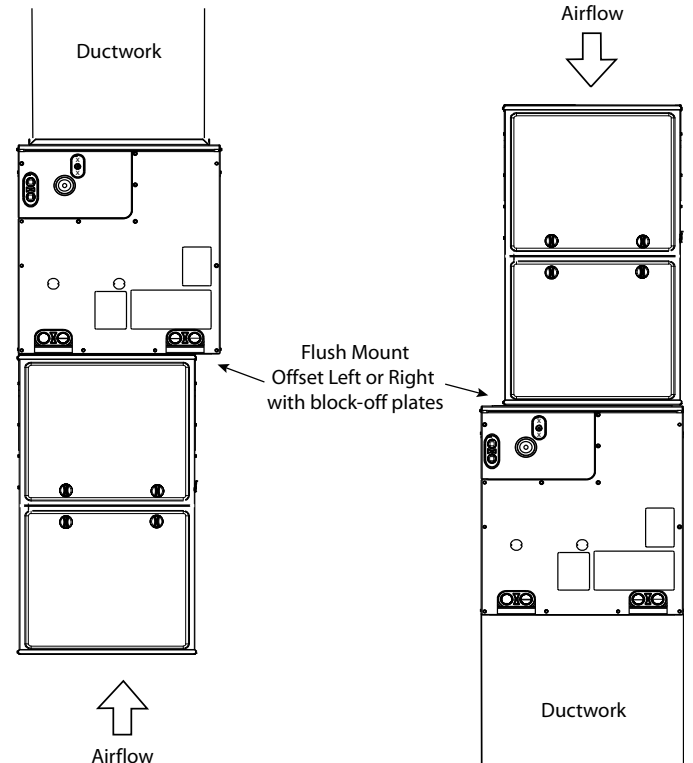 Ductwork
Airflow
Flush Mount
Offset Left or Right
with block-off plates
Ductwork
Airflow